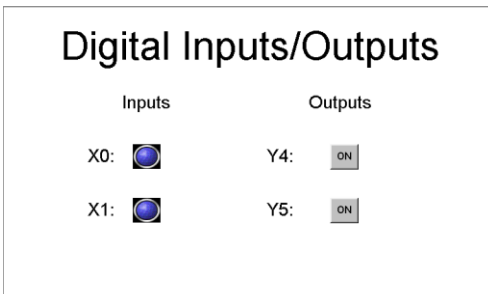 Digital Inputs/Outputs
Inputs Outputs
X0: Y4: ON
X1: Y5: ON